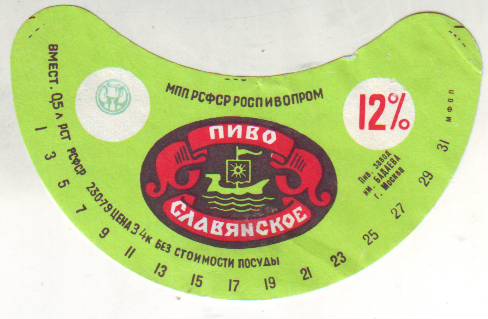 МПП РСФСР РОСПИВОПРОМ
ВМЕСТ. 0,5 л РСТ РСФСР 230-79 ЦЕНА 34к БЕЗ СТОИМОСТИ ПОСУДЫ
12%
ПИВО
СЛАВЯНСКОЕ
Пив. завод
им. БАДАЕВА
г. Москва
МФОП
1 3 5 7 9 11 13 15 17 19 21 23 25 27 29 31